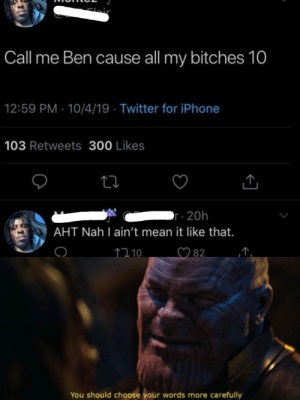 Call me Ben cause all my bitches 10
12:59 PM · 10/4/19 · Twitter for iPhone
103 Retweets 300 Likes
· 20h
AHT Nah I ain't mean it like that.
10 82
You should choose your words more carefully